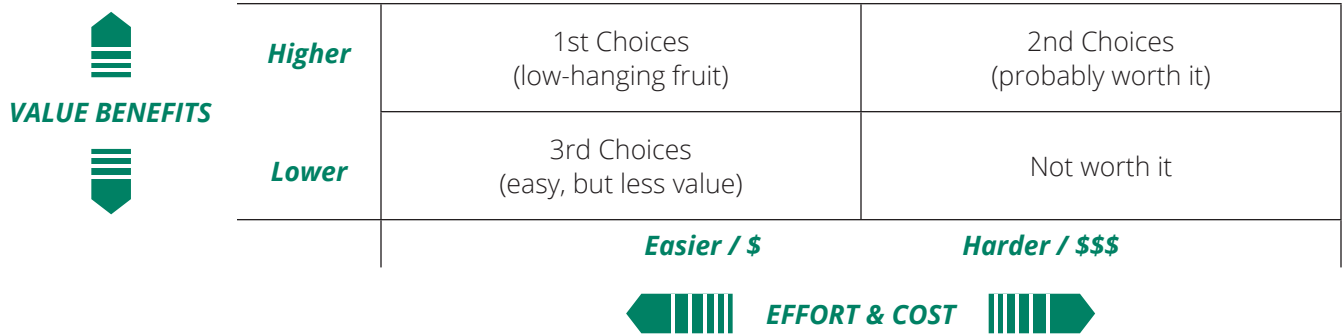 Higher
1st Choices
(low-hanging fruit)
2nd Choices
(probably worth it)
VALUE BENEFITS
Lower
3rd Choices
(easy, but less value)
Not worth it
Easier / $
Harder / $$$
EFFORT & COST